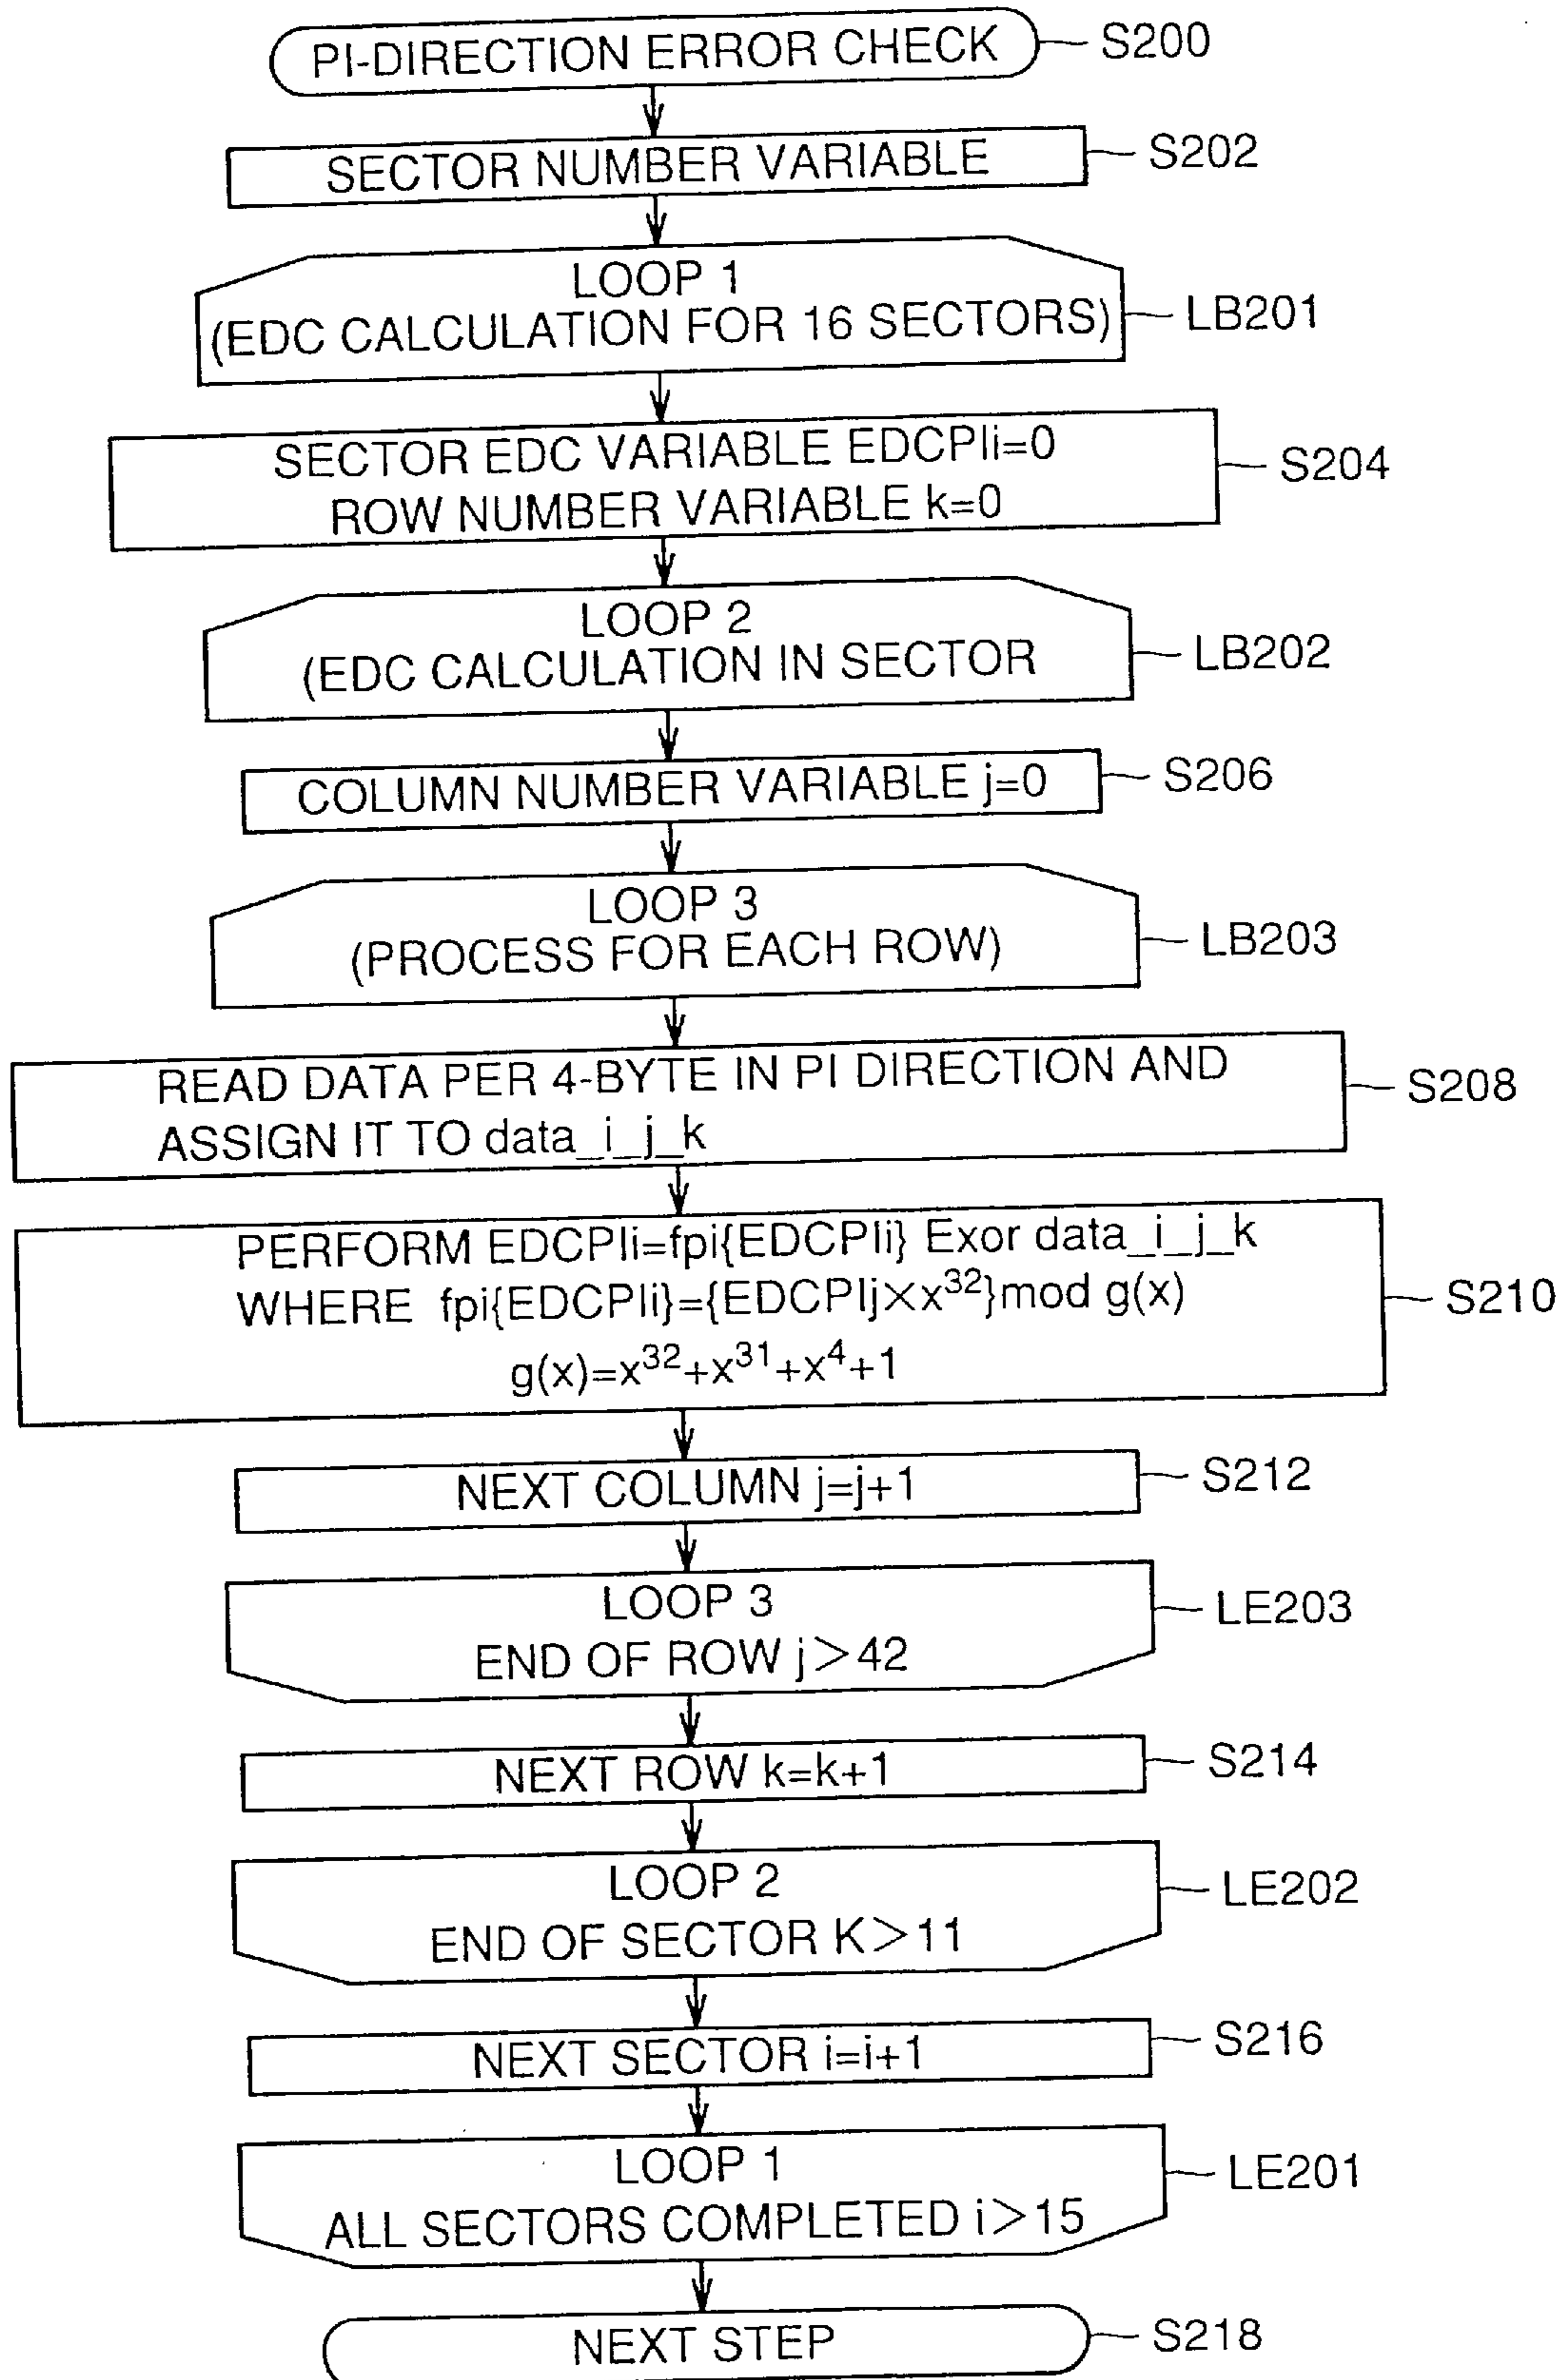 PI-DIRECTION ERROR CHECK S200
SECTOR NUMBER VARIABLE S202
LOOP 1
(EDC CALCULATION FOR 16 SECTORS) LB201
SECTOR EDC VARIABLE EDCPIi=0
ROW NUMBER VARIABLE k=0 S204
LOOP 2
(EDC CALCULATION IN SECTOR LB202
COLUMN NUMBER VARIABLE j=0 S206
LOOP 3
(PROCESS FOR EACH ROW) LB203
READ DATA PER 4-BYTE IN PI DIRECTION AND S208
ASSIGN IT TO data_i_j_k
PERFORM EDCPIi=fpi{EDCPIi} Exor data_i_j_k
WHERE fpi{EDCPIi}={EDCPIj×x³²}mod g(x) S210
g(x)=x³²+x³¹+x⁴+1
NEXT COLUMN j=j+1 S212
LOOP 3 LE203
END OF ROW j>42
NEXT ROW k=k+1 S214
LOOP 2 LE202
END OF SECTOR K>11
NEXT SECTOR i=i+1 S216
LOOP 1 LE201
ALL SECTORS COMPLETED i>15
NEXT STEP S218